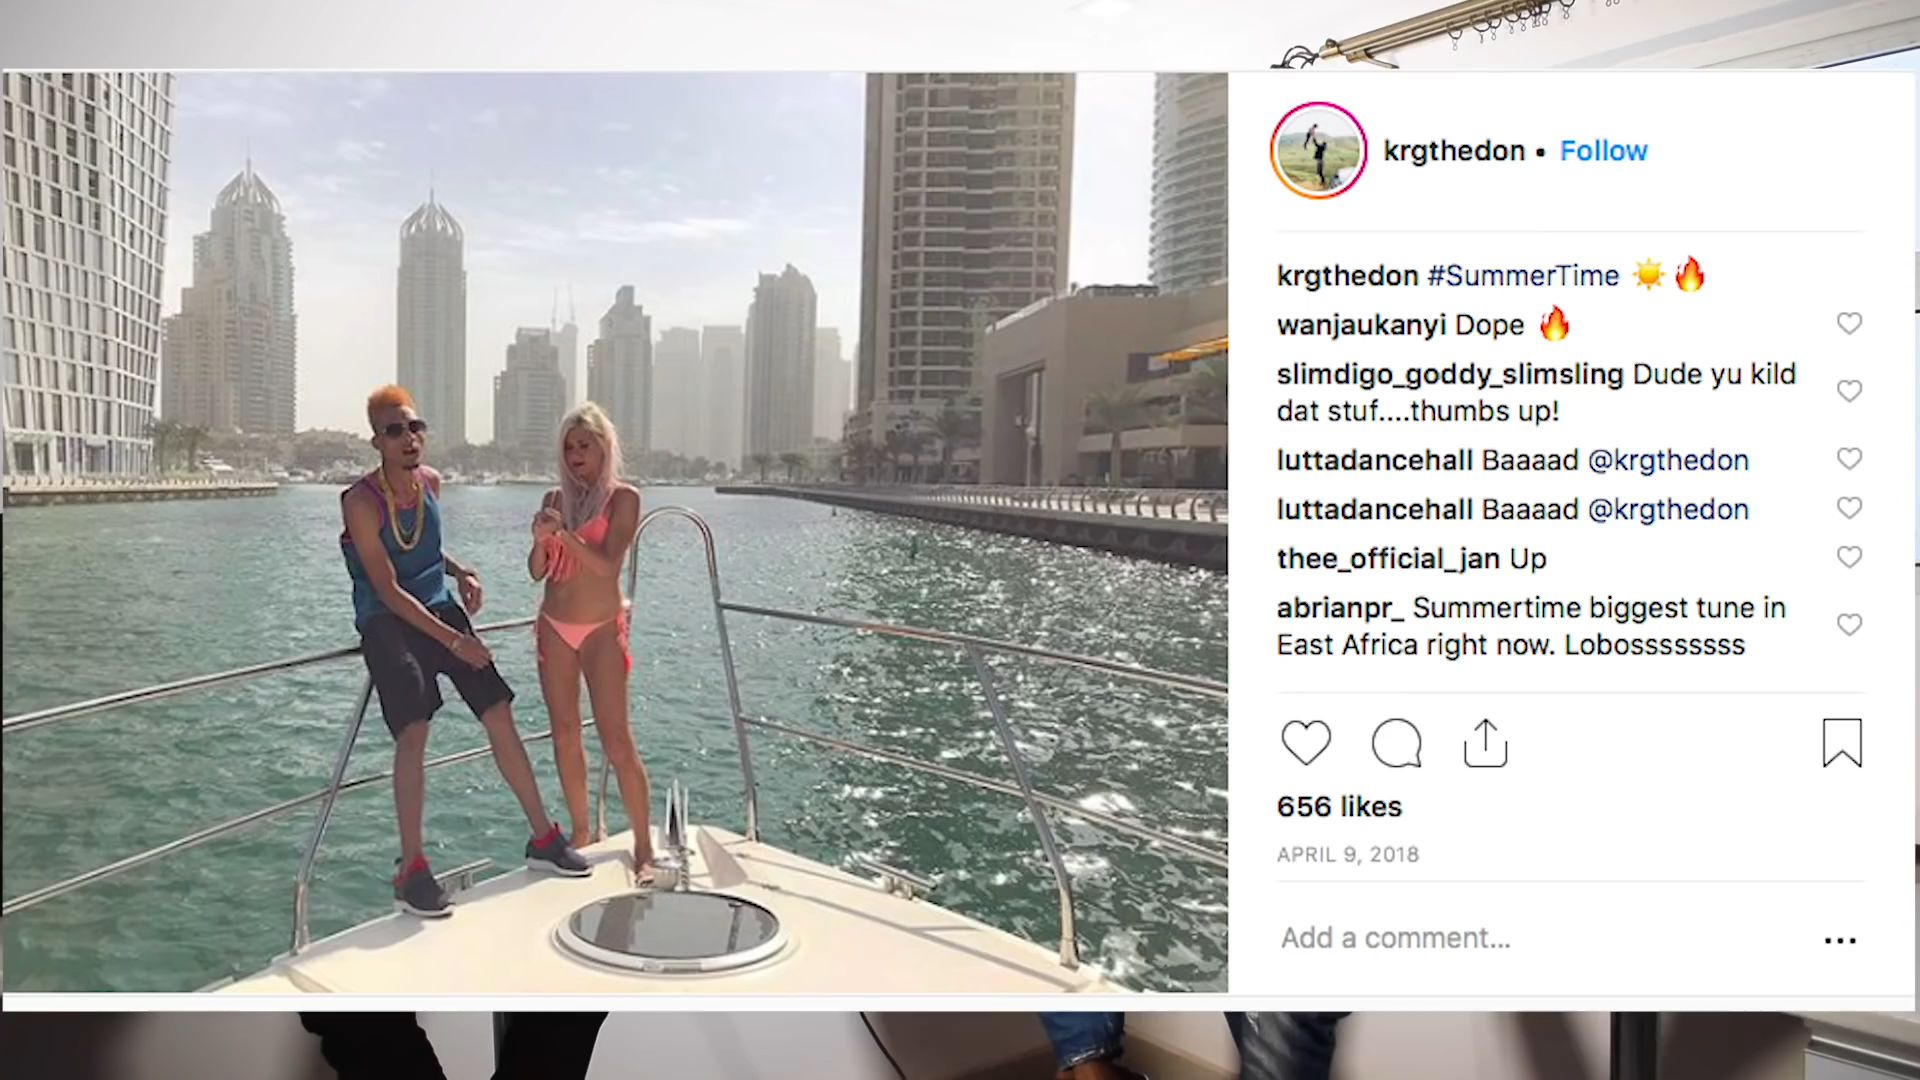 krgthedon • Follow
krgthedon #SummerTime ☀️🔥
wanjaukanyi Dope 🔥
slimdigo_goddy_slimsling Dude yu kild
dat stuf....thumbs up!
luttadancehall Baaaad @krgthedon
luttadancehall Baaaad @krgthedon
thee_official_jan Up
abrianpr_ Summertime biggest tune in
East Africa right now. Lobosssssssss
656 likes
APRIL 9, 2018
Add a comment...